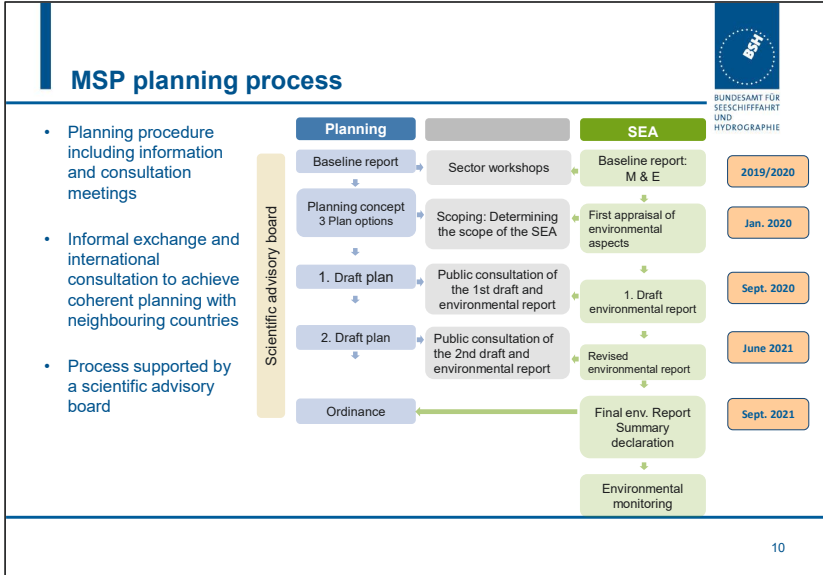 MSP planning process
BSH
BUNDESAMT FÜR
SEESCHIFFFAHRT
UND
HYDROGRAPHIE
• Planning procedure
including information
and consultation
meetings
• Informal exchange and
international
consultation to achieve
coherent planning with
neighbouring countries
• Process supported by
a scientific advisory
board
Scientific advisory board
Planning
SEA
Baseline report
Sector workshops
Baseline report:
M & E
2019/2020
Planning concept
3 Plan options
Scoping: Determining
the scope of the SEA
First appraisal of
environmental
aspects
Jan. 2020
1. Draft plan
Public consultation of
the 1st draft and
environmental report
1. Draft
environmental report
Sept. 2020
2. Draft plan
Public consultation of
the 2nd draft and
environmental report
Revised
environmental report
June 2021
Ordinance
Final env. Report
Summary
declaration
Sept. 2021
Environmental
monitoring
10